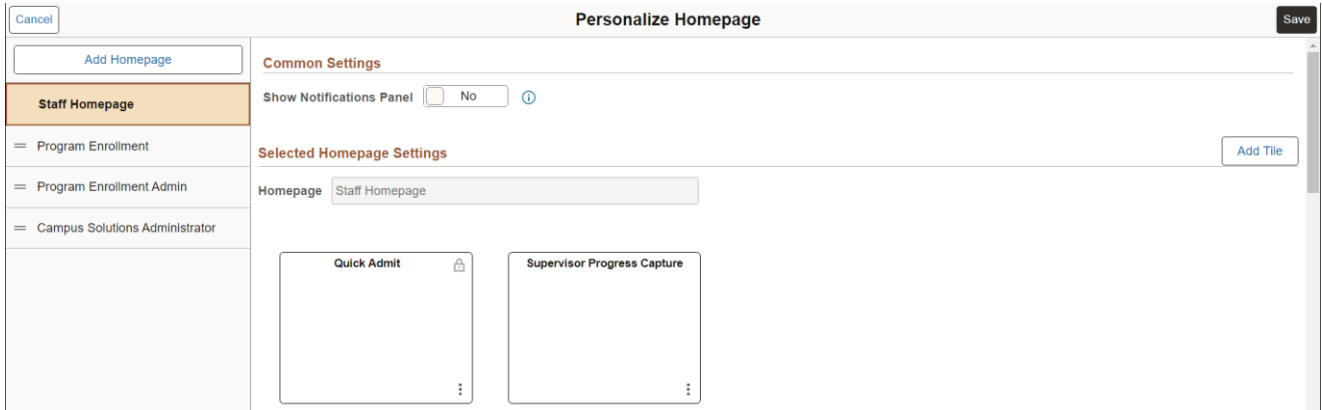 Cancel
Personalize Homepage
Save
Add Homepage
Staff Homepage
Program Enrollment
Program Enrollment Admin
Campus Solutions Administrator
Common Settings
Show Notifications Panel No
Selected Homepage Settings
Add Tile
Homepage Staff Homepage
Quick Admit
Supervisor Progress Capture